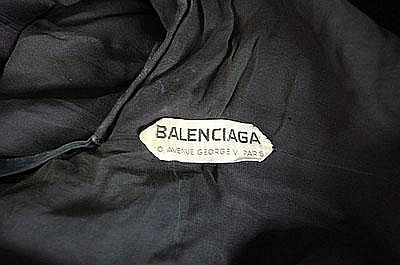 BALENCIAGA
10, AVENUE GEORGE V. PARIS